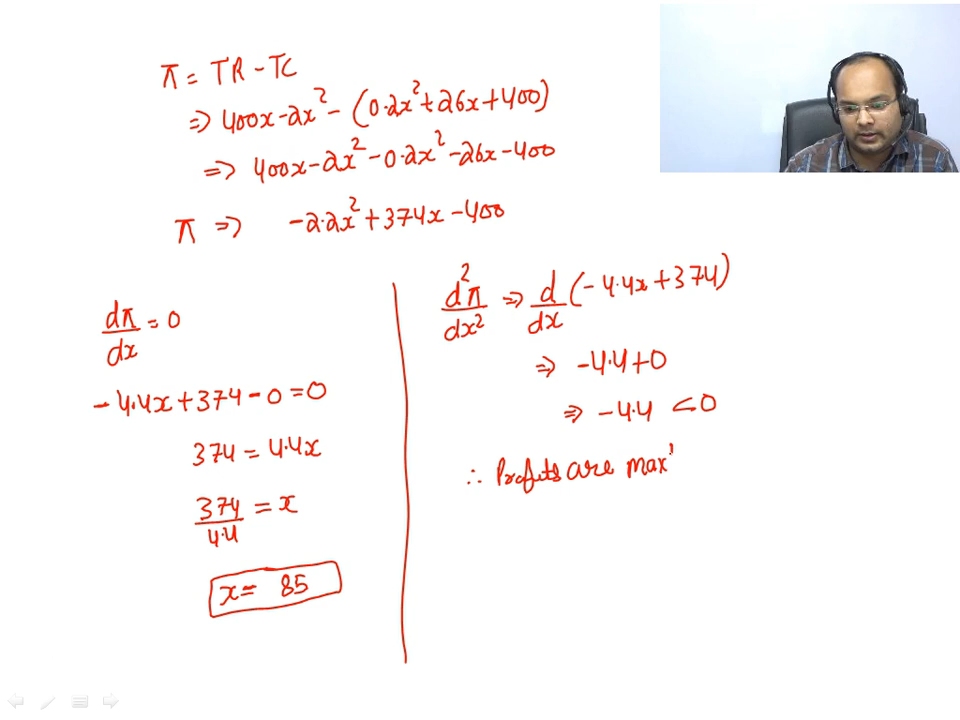 π = TR - TC
⇒ 400x - 2x² - (0.2x² + 26x + 400)
⇒ 400x - 2x² - 0.2x² - 26x - 400
π ⇒ -2.2x² + 374x - 400
dπ/dx = 0
- 4.4x + 374 - 0 = 0
374 = 4.4x
374/4.4 = x
x = 85
d²π/dx² ⇒ d/dx (- 4.4x + 374)
⇒ -4.4 + 0
⇒ -4.4 < 0
∴ Profits are max'